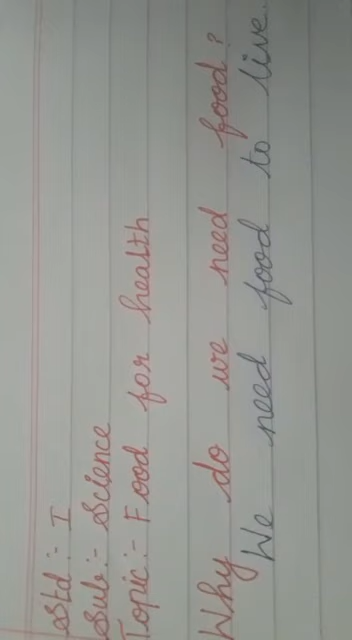 Std:- I
Sub:- Science
Topic:- Food for health
Why do we need food?
We need food to live.